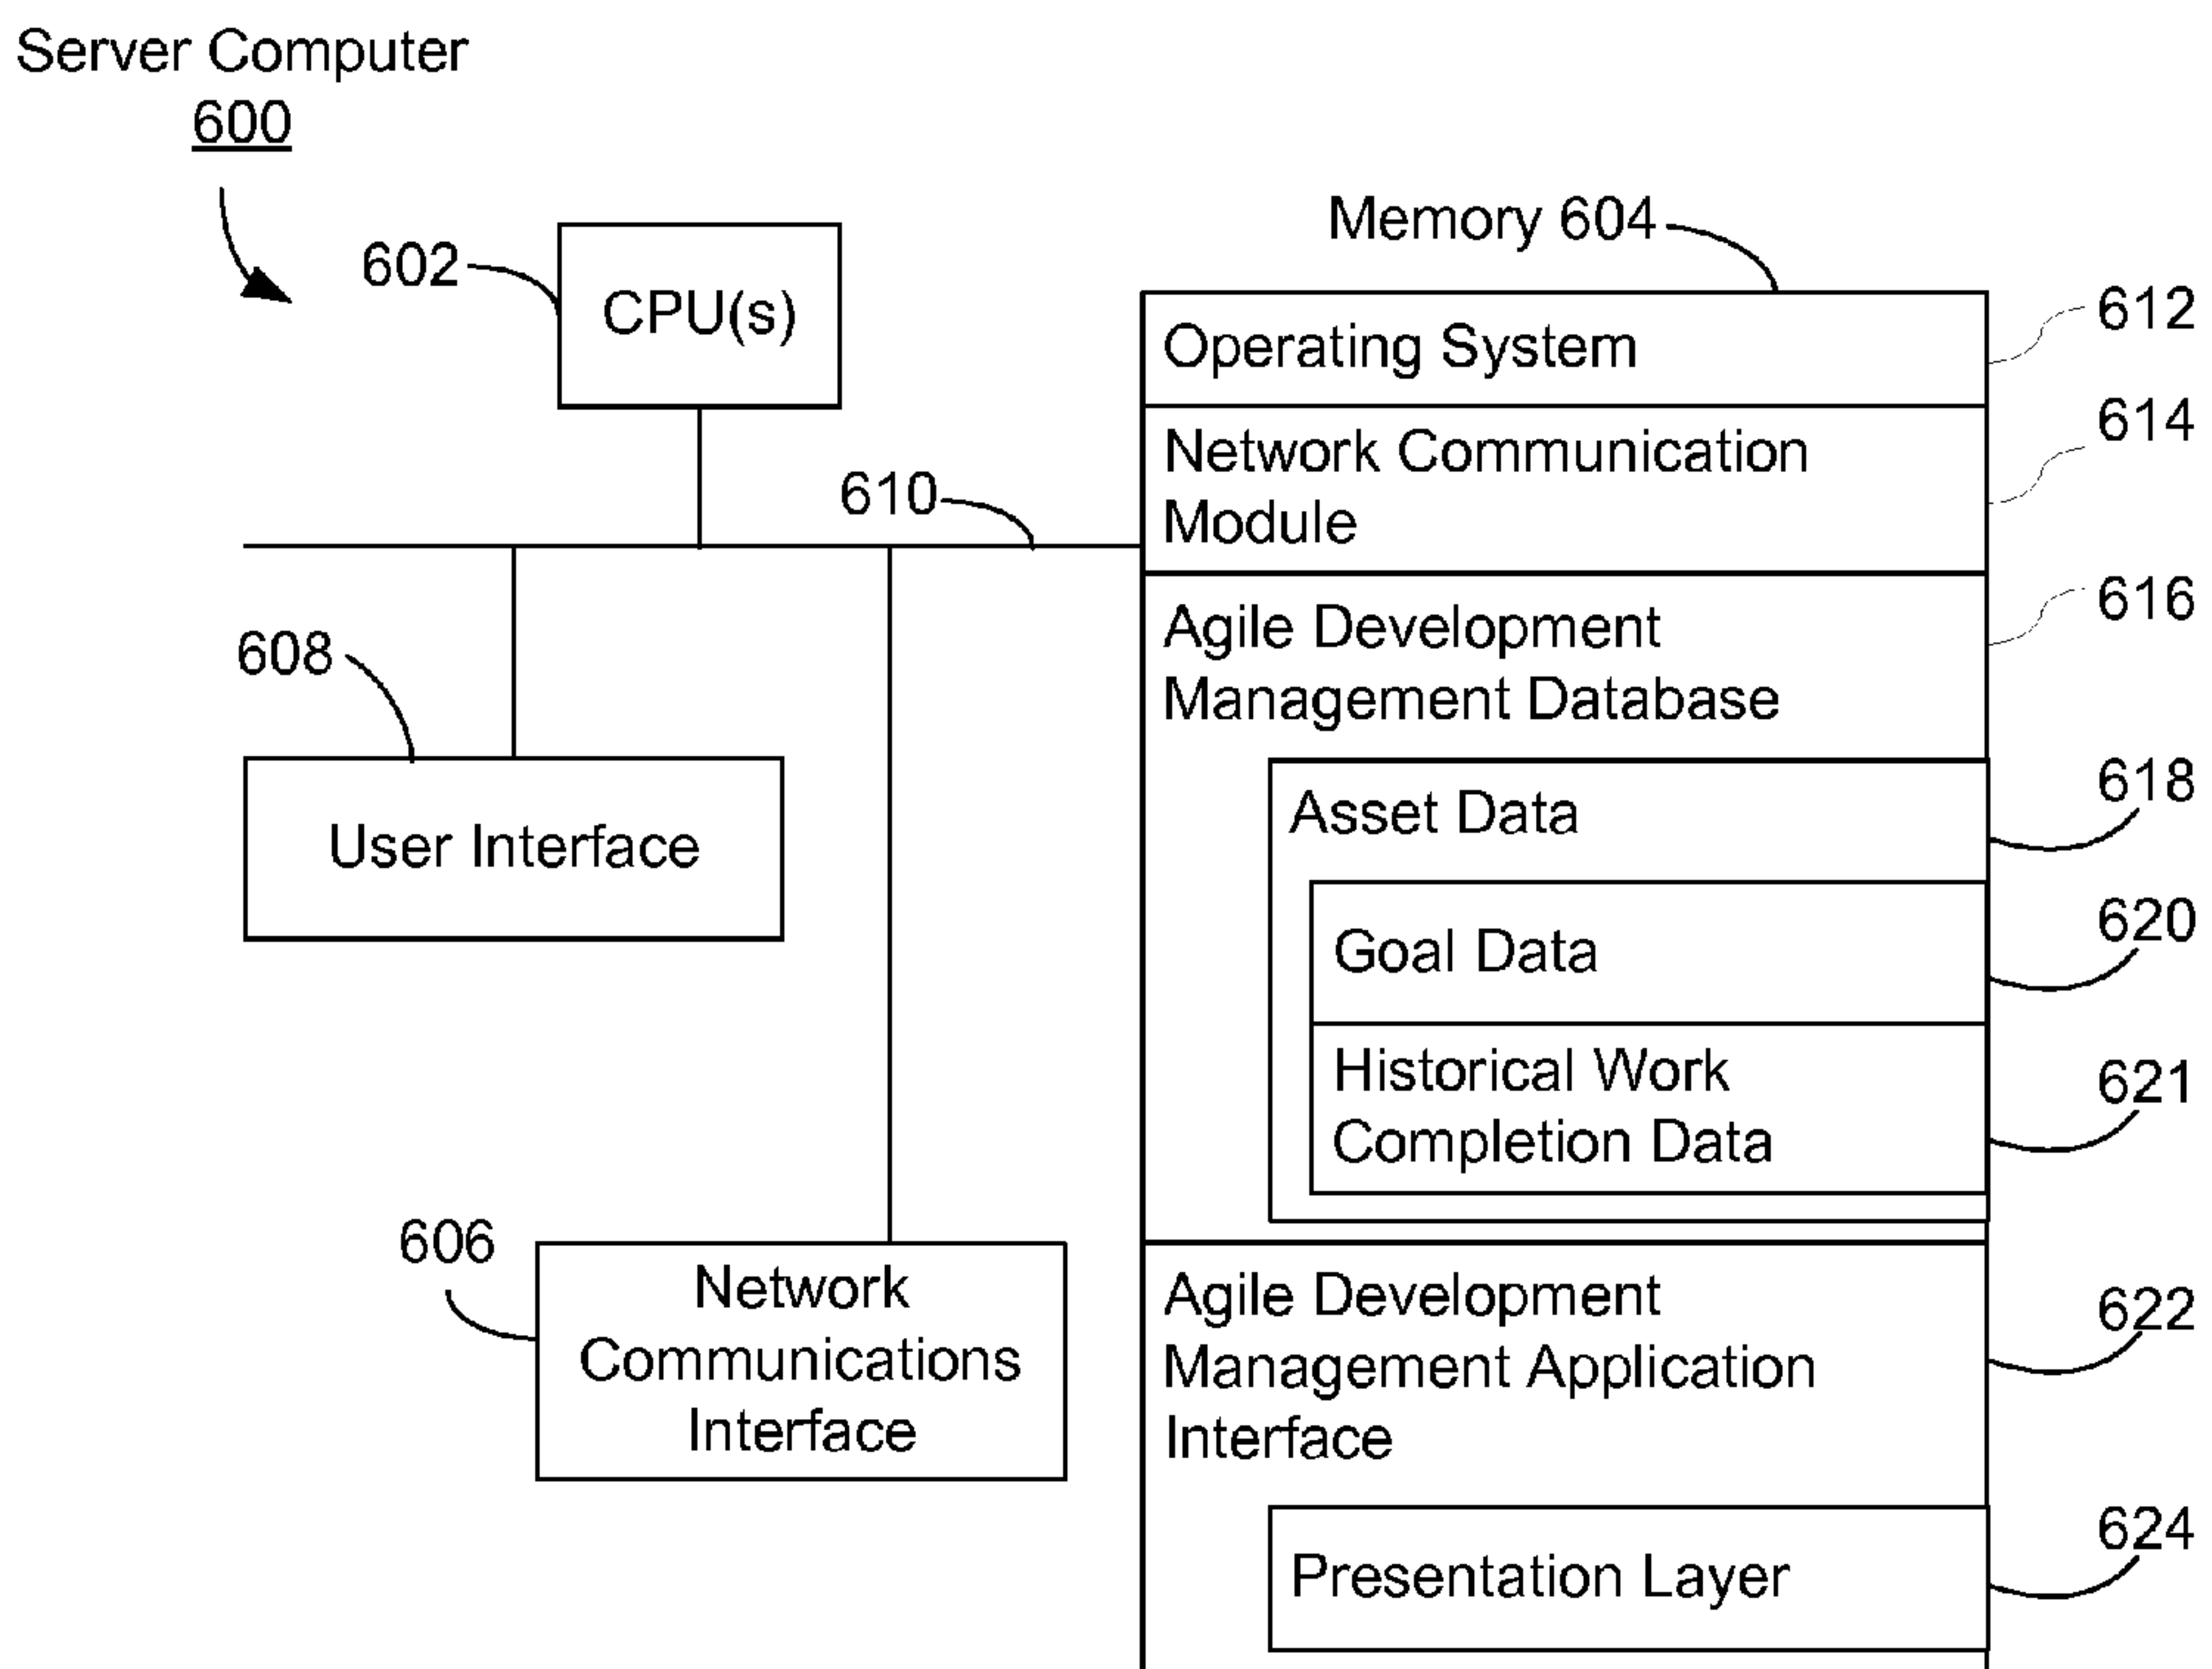 Server Computer
600
602
CPU(s)
610
608
User Interface
606
Network
Communications
Interface
Memory 604
Operating System
612
Network Communication
Module
614
Agile Development
Management Database
616
Asset Data
618
Goal Data
620
Historical Work
Completion Data
621
Agile Development
Management Application
Interface
622
Presentation Layer
624